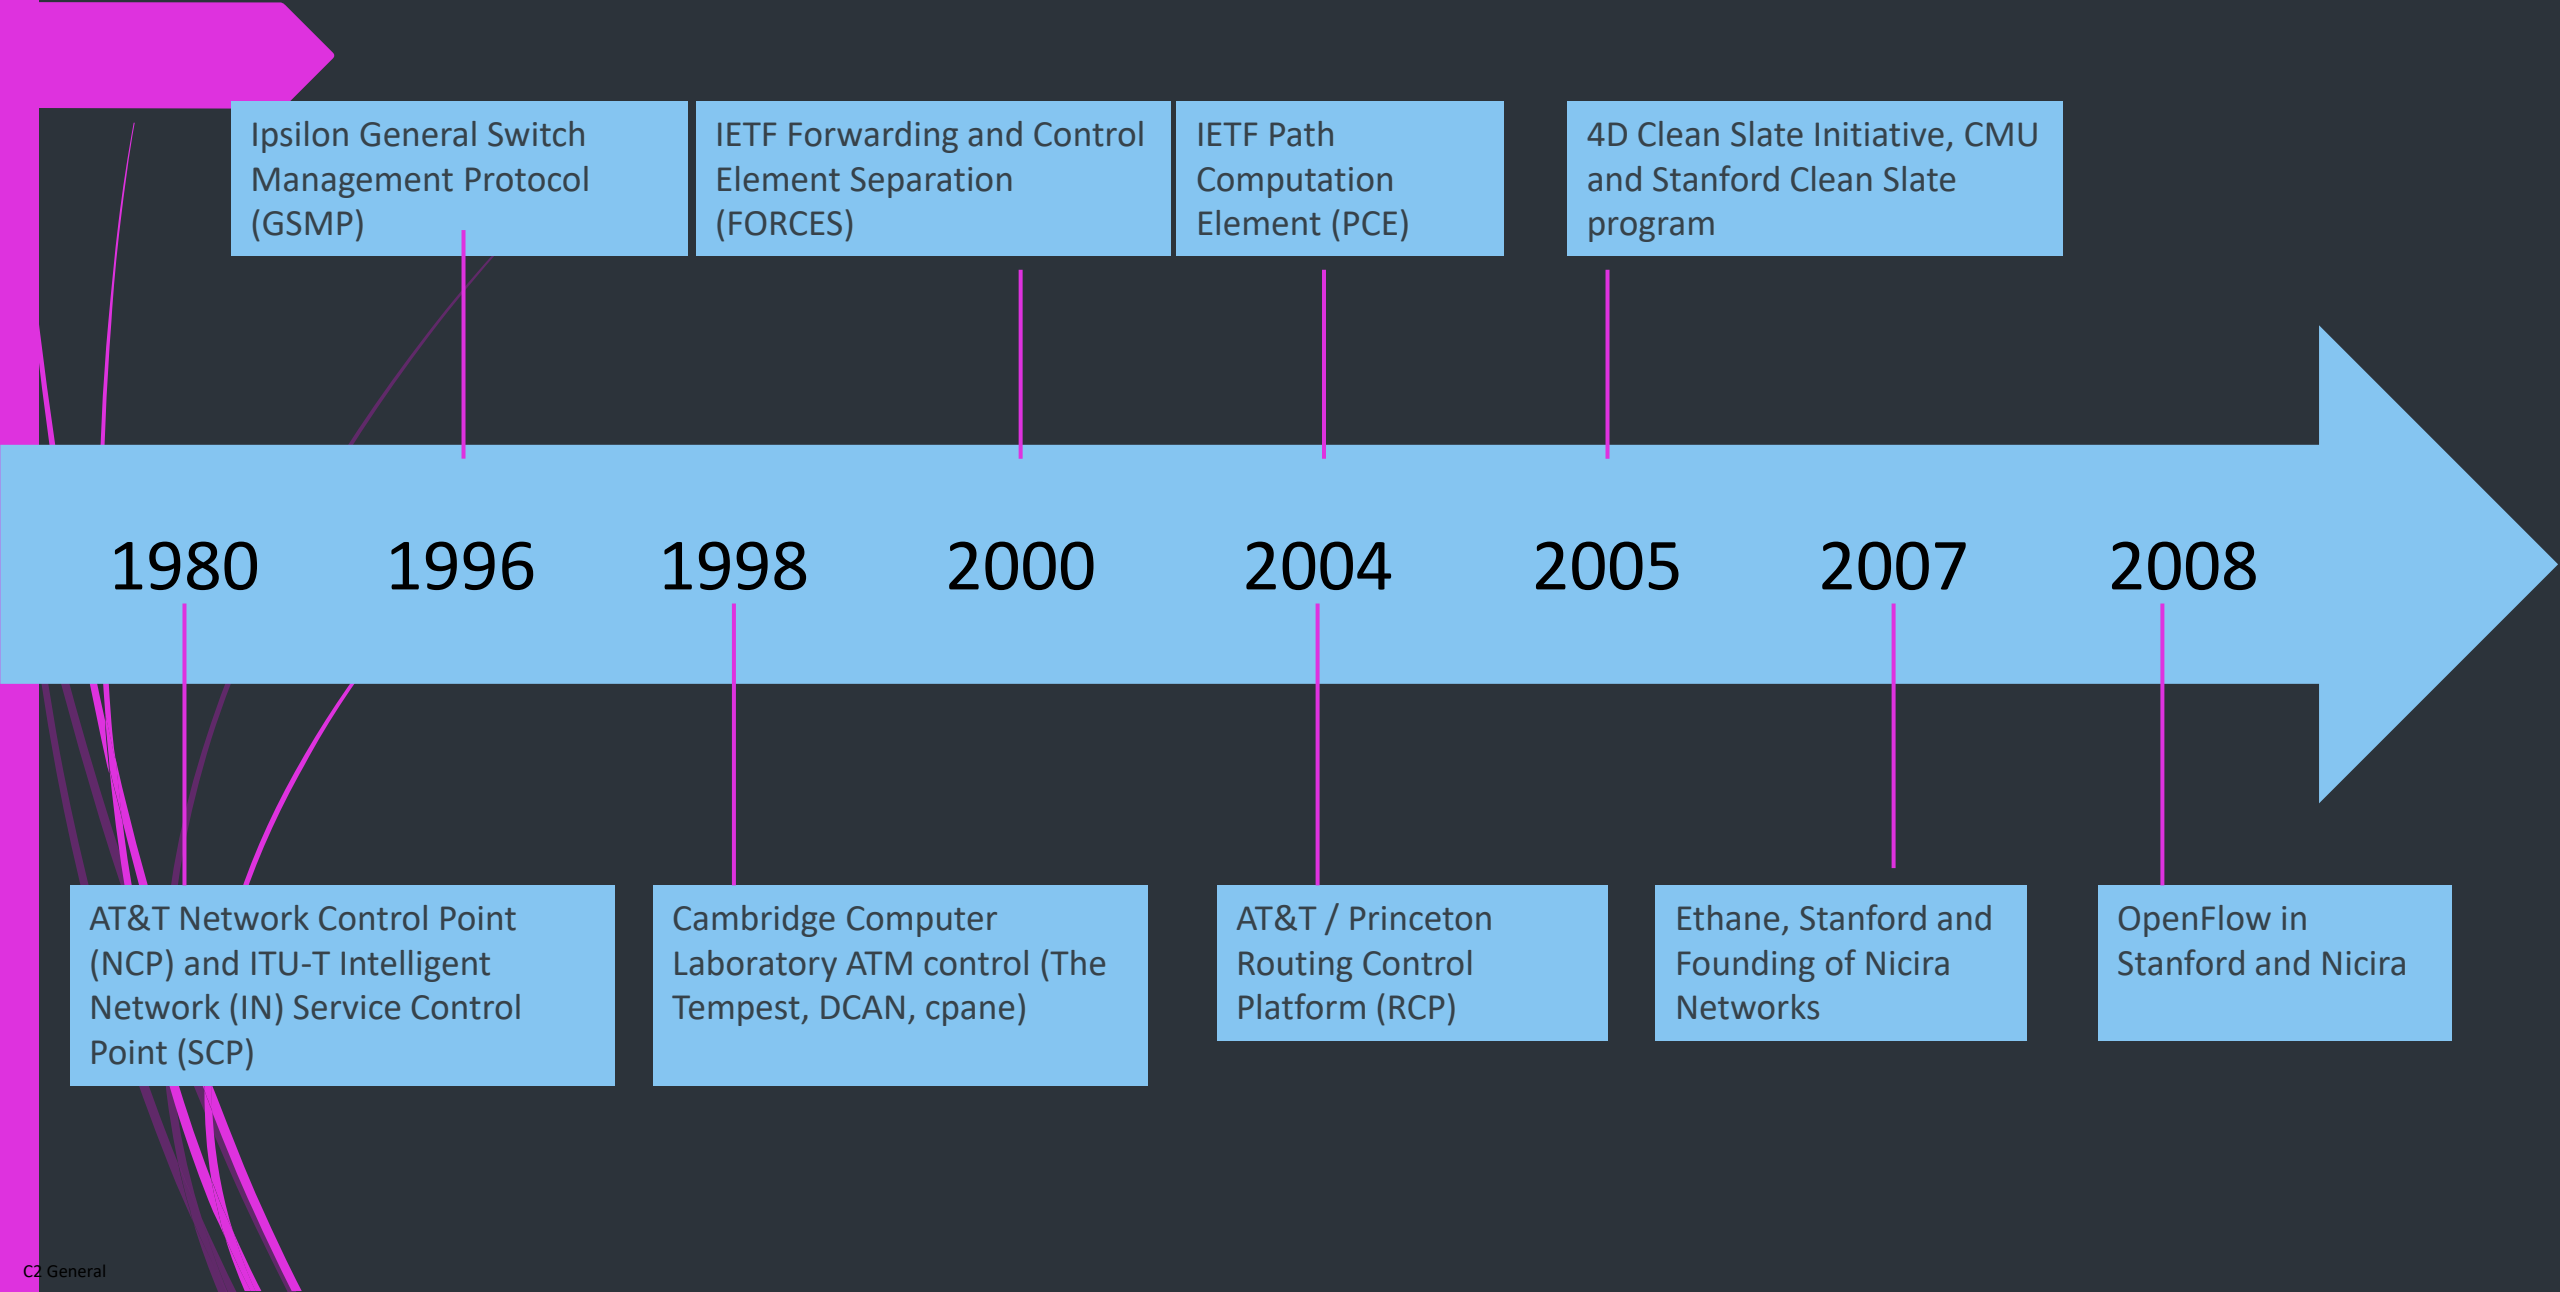 Ipsilon General Switch
Management Protocol
(GSMP)
IETF Forwarding and Control
Element Separation
(FORCES)
IETF Path
Computation
Element (PCE)
4D Clean Slate Initiative, CMU
and Stanford Clean Slate
program
1980 1996 1998 2000 2004 2005 2007 2008
AT&T Network Control Point
(NCP) and ITU-T Intelligent
Network (IN) Service Control
Point (SCP)
Cambridge Computer
Laboratory ATM control (The
Tempest, DCAN, cpane)
AT&T / Princeton
Routing Control
Platform (RCP)
Ethane, Stanford and
Founding of Nicira
Networks
OpenFlow in
Stanford and Nicira
C2 General